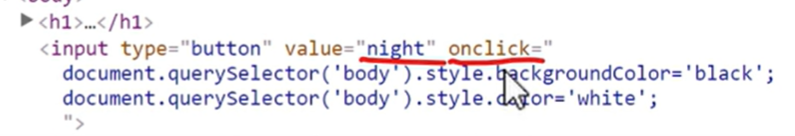 <body>
▶<h1>…</h1>
<input type="button" value="night" onclick="
document.querySelector('body').style.backgroundColor='black';
document.querySelector('body').style.color='white';
">